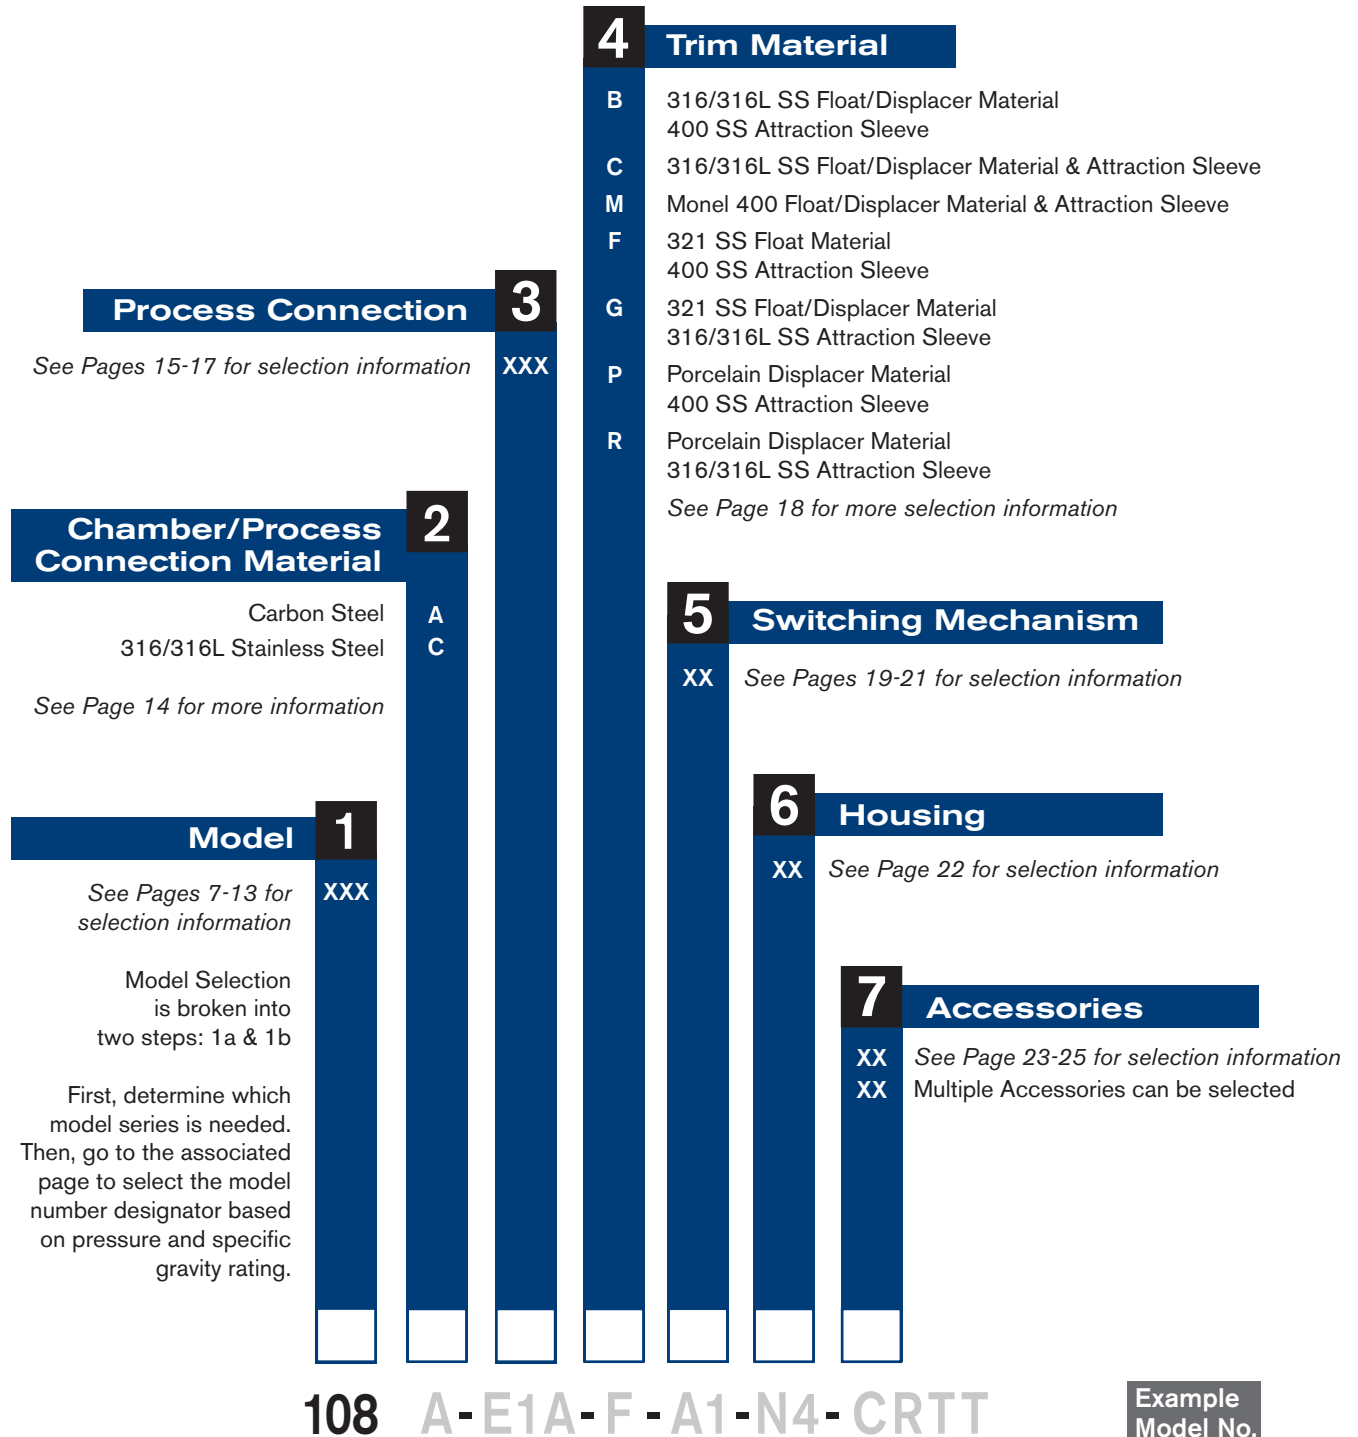 4
Trim Material
B
316/316L SS Float/Displacer Material
400 SS Attraction Sleeve
C
316/316L SS Float/Displacer Material & Attraction Sleeve
M
Monel 400 Float/Displacer Material & Attraction Sleeve
F
321 SS Float Material
400 SS Attraction Sleeve
G
321 SS Float/Displacer Material
316/316L SS Attraction Sleeve
P
Porcelain Displacer Material
400 SS Attraction Sleeve
R
Porcelain Displacer Material
316/316L SS Attraction Sleeve
See Page 18 for more selection information
Process Connection
3
See Pages 15-17 for selection information
XXX
Chamber/Process
Connection Material
2
Carbon Steel
A
316/316L Stainless Steel
C
See Page 14 for more information
5
Switching Mechanism
XX
See Pages 19-21 for selection information
Model
1
See Pages 7-13 for
selection information
XXX
Model Selection
is broken into
two steps: 1a & 1b
First, determine which
model series is needed.
Then, go to the associated
page to select the model
number designator based
on pressure and specific
gravity rating.
6
Housing
XX
See Page 22 for selection information
7
Accessories
XX
See Page 23-25 for selection information
XX
Multiple Accessories can be selected
108 A-E1A-F-A1-N4-CRTT
Example
Model No.